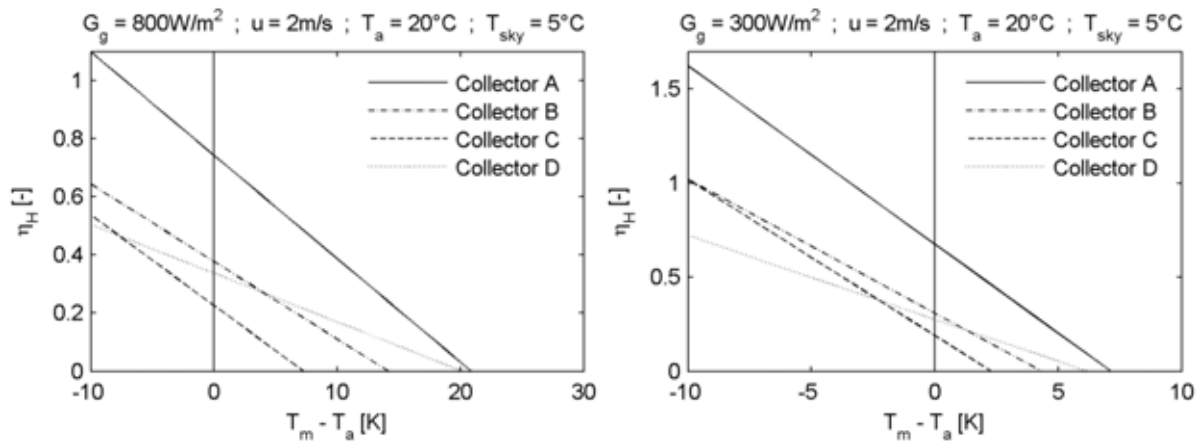 G_g = 800W/m² ; u = 2m/s ; T_a = 20°C ; T_sky = 5°C
1
0.8
0.6
0.4
0.2
0
η_H [-]
Collector A
Collector B
Collector C
Collector D
-10 0 10 20 30
T_m - T_a [K]
G_g = 300W/m² ; u = 2m/s ; T_a = 20°C ; T_sky = 5°C
1.5
1
0.5
0
η_H [-]
Collector A
Collector B
Collector C
Collector D
-10 -5 0 5 10
T_m - T_a [K]